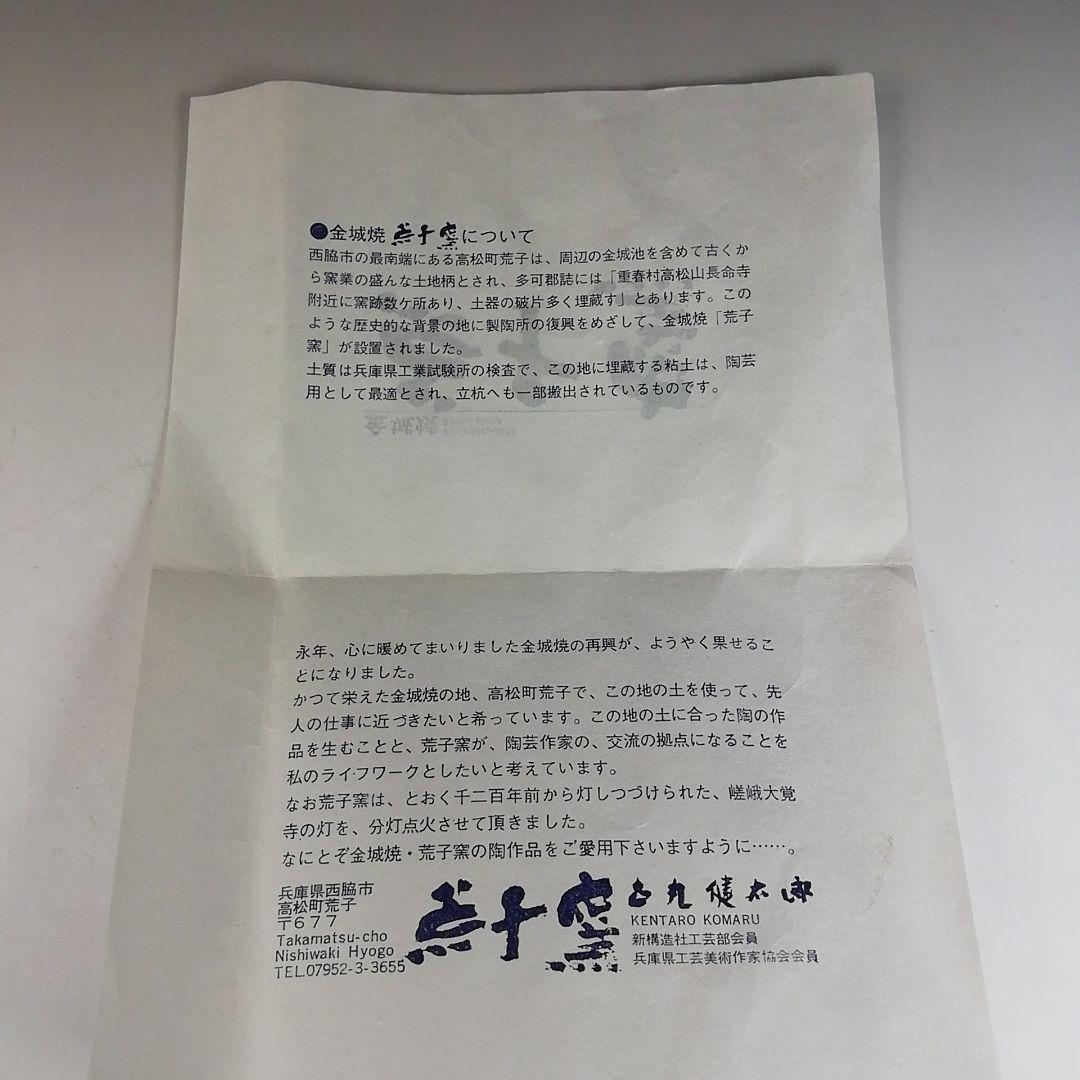 ●金城焼 荒子窯について
西脇市の最南端にある高松町荒子は、周辺の金城池を含めて古くか
ら窯業の盛んな土地柄とされ、多可郡誌には「重春村高松山長命寺
附近に窯跡数ケ所あり、土器の破片多く埋蔵す」とあります。この
ような歴史的な背景の地に製陶所の復興をめざして、金城焼「荒子
窯」が設置されました。
土質は兵庫県工業試験所の検査で、この地に埋蔵する粘土は、陶芸
用として最適とされ、立杭へも一部搬出されているものです。
金城焼
永年、心に暖めてまいりました金城焼の再興が、ようやく果せるこ
とになりました。
かつて栄えた金城焼の地、高松町荒子で、この地の土を使って、先
人の仕事に近づきたいと希っています。この地の土に合った陶の作
品を生むことと、荒子窯が、陶芸作家の、交流の拠点になることを
私のライフワークとしたいと考えています。
なお荒子窯は、とおく千二百年前から灯しつづけられた、嵯峨大覚
寺の灯を、分灯点火させて頂きました。
なにとぞ金城焼・荒子窯の陶作品をご愛用下さいますように……。
兵庫県西脇市
高松町荒子
〒677
Takamatsu-cho
Nishiwaki Hyogo
TEL.07952-3-3655
荒子窯
古丸健太郎
KENTARO KOMARU
新構造社工芸部会員
兵庫県工芸美術作家協会会員